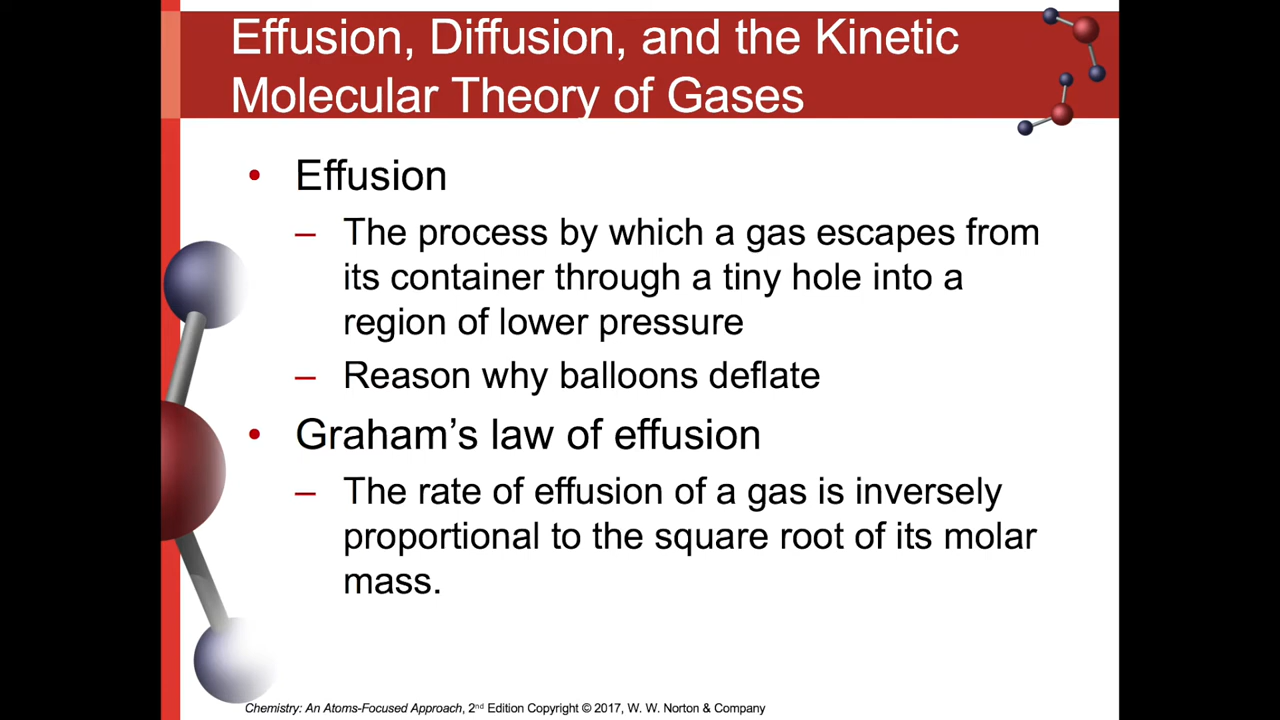 Effusion, Diffusion, and the Kinetic
Molecular Theory of Gases
• Effusion
– The process by which a gas escapes from
its container through a tiny hole into a
region of lower pressure
– Reason why balloons deflate
• Graham’s law of effusion
– The rate of effusion of a gas is inversely
proportional to the square root of its molar
mass.
Chemistry: An Atoms-Focused Approach, 2nd Edition Copyright © 2017, W. W. Norton & Company